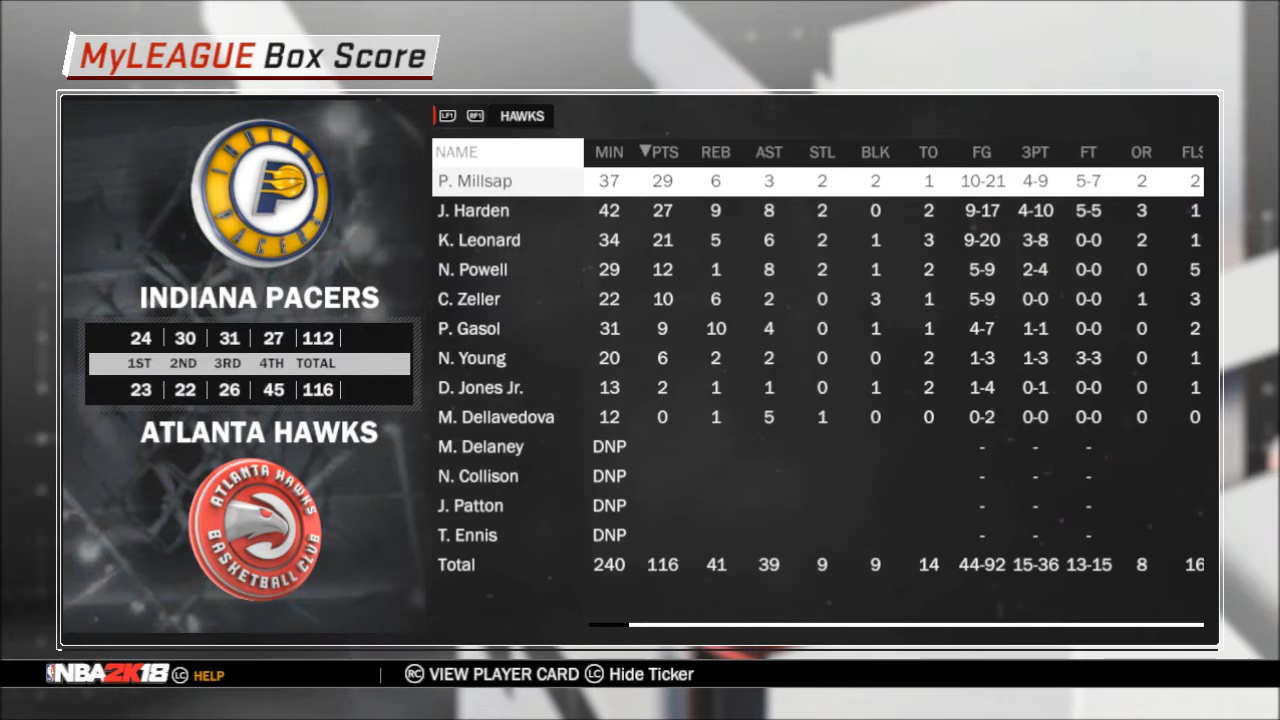 MyLEAGUE Box Score
INDIANA PACERS
24 30 31 27 112
1ST 2ND 3RD 4TH TOTAL
23 22 26 45 116
ATLANTA HAWKS
ATLANTA HAWKS
BASKETBALL CLUB
HAWKS
NAME MIN ▼PTS REB AST STL BLK TO FG 3PT FT OR FLS
P. Millsap 37 29 6 3 2 2 1 10-21 4-9 5-7 2 2
J. Harden 42 27 9 8 2 0 2 9-17 4-10 5-5 3 1
K. Leonard 34 21 5 6 2 1 3 9-20 3-8 0-0 2 1
N. Powell 29 12 1 8 2 1 2 5-9 2-4 0-0 0 5
C. Zeller 22 10 6 2 0 3 1 5-9 0-0 0-0 1 3
P. Gasol 31 9 10 4 0 1 1 4-7 1-1 0-0 0 2
N. Young 20 6 2 2 0 0 2 1-3 1-3 3-3 0 1
D. Jones Jr. 13 2 1 1 0 1 2 1-4 0-1 0-0 0 1
M. Dellavedova 12 0 1 5 1 0 0 0-2 0-0 0-0 0 0
M. Delaney DNP - - -
N. Collison DNP - - -
J. Patton DNP - - -
T. Ennis DNP - - -
Total 240 116 41 39 9 9 14 44-92 15-36 13-15 8 16
NBA2K18 LC HELP RC VIEW PLAYER CARD LC Hide Ticker